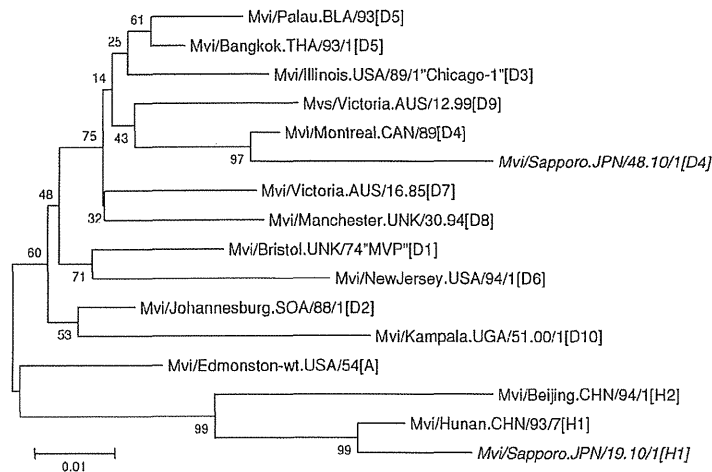 61
Mvi/Palau.BLA/93[D5]
25
Mvi/Bangkok.THA/93/1[D5]
Mvi/Illinois.USA/89/1"Chicago-1"[D3]
14
Mvs/Victoria.AUS/12.99[D9]
75
43
Mvi/Montreal.CAN/89[D4]
97
Mvi/Sapporo.JPN/48.10/1[D4]
48
Mvi/Victoria.AUS/16.85[D7]
32
Mvi/Manchester.UNK/30.94[D8]
60
Mvi/Bristol.UNK/74"MVP"[D1]
71
Mvi/NewJersey.USA/94/1[D6]
Mvi/Johannesburg.SOA/88/1[D2]
53
Mvi/Kampala.UGA/51.00/1[D10]
Mvi/Edmonston-wt.USA/54[A]
Mvi/Beijing.CHN/94/1[H2]
99
Mvi/Hunan.CHN/93/7[H1]
99
Mvi/Sapporo.JPN/19.10/1[H1]
0.01